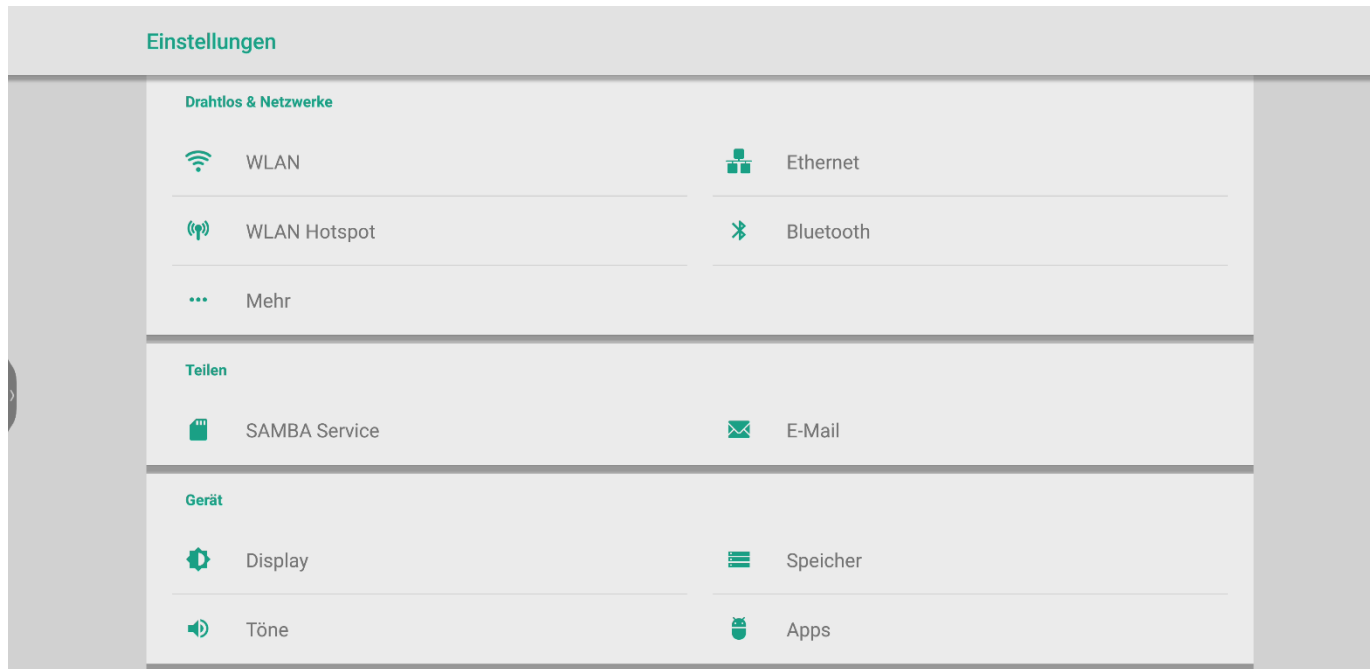 Einstellungen
Drahtlos & Netzwerke
WLAN
Ethernet
WLAN Hotspot
Bluetooth
Mehr
Teilen
SAMBA Service
E-Mail
Gerät
Display
Speicher
Töne
Apps